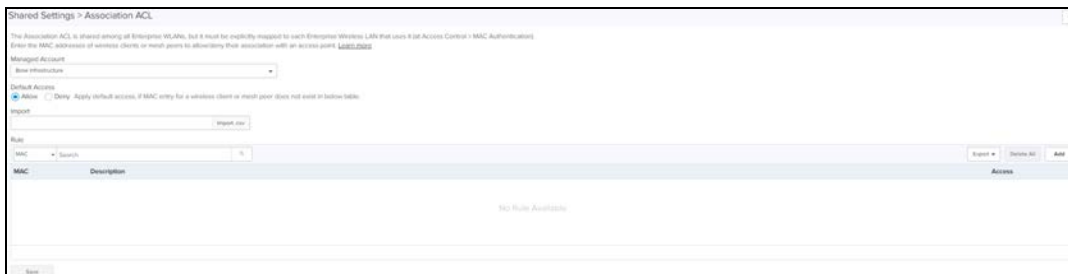 Shared Settings > Association ACL
The Association ACL is shared among all Enterprise WLANs, but it must be explicitly mapped to each Enterprise Wireless LAN that uses it (at Access Control > MAC Authentication).
Enter the MAC addresses of wireless clients or mesh peers to allow/deny their association with an access point. Learn more
Managed Account
Base Infrastructure
Default Access
Allow Deny Apply default access, if MAC entry for a wireless client or mesh peer does not exist in below table.
Import
Import .csv
Rule
MAC Search Export Delete All Add
MAC Description Access
No Rule Available
Save